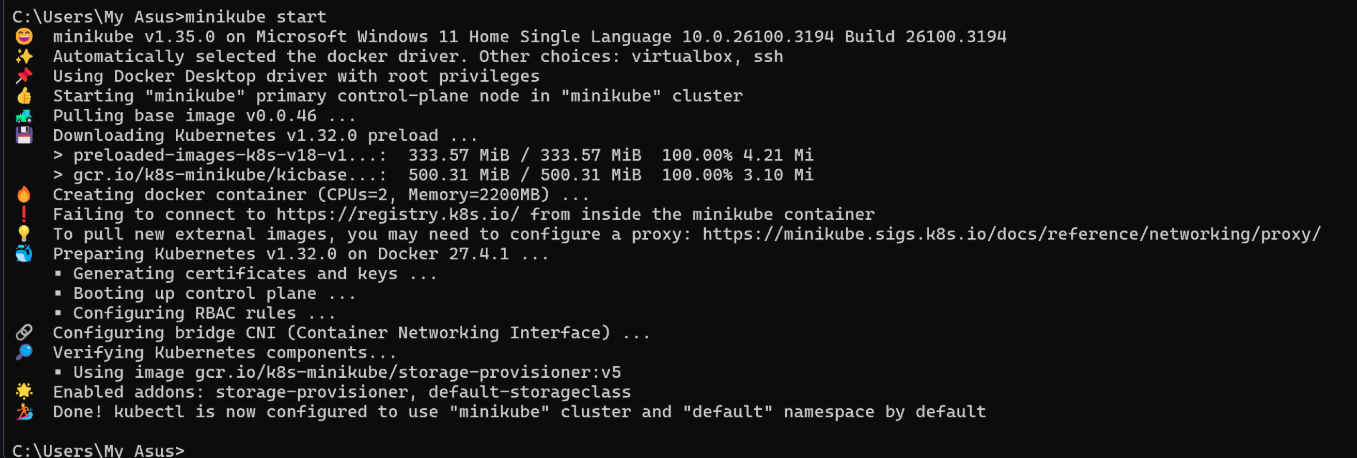 C:\Users\My Asus>minikube start
😄  minikube v1.35.0 on Microsoft Windows 11 Home Single Language 10.0.26100.3194 Build 26100.3194
✨  Automatically selected the docker driver. Other choices: virtualbox, ssh
📌  Using Docker Desktop driver with root privileges
👍  Starting "minikube" primary control-plane node in "minikube" cluster
🚜  Pulling base image v0.0.46 ...
💾  Downloading Kubernetes v1.32.0 preload ...
    > preloaded-images-k8s-v18-v1...:  333.57 MiB / 333.57 MiB  100.00% 4.21 Mi
    > gcr.io/k8s-minikube/kicbase...:  500.31 MiB / 500.31 MiB  100.00% 3.10 Mi
🔥  Creating docker container (CPUs=2, Memory=2200MB) ...
❗  Failing to connect to https://registry.k8s.io/ from inside the minikube container
💡  To pull new external images, you may need to configure a proxy: https://minikube.sigs.k8s.io/docs/reference/networking/proxy/
🐳  Preparing Kubernetes v1.32.0 on Docker 27.4.1 ...
    ▪ Generating certificates and keys ...
    ▪ Booting up control plane ...
    ▪ Configuring RBAC rules ...
🔗  Configuring bridge CNI (Container Networking Interface) ...
🔎  Verifying Kubernetes components...
    ▪ Using image gcr.io/k8s-minikube/storage-provisioner:v5
🌟  Enabled addons: storage-provisioner, default-storageclass
🏄  Done! kubectl is now configured to use "minikube" cluster and "default" namespace by default
C:\Users\My Asus>